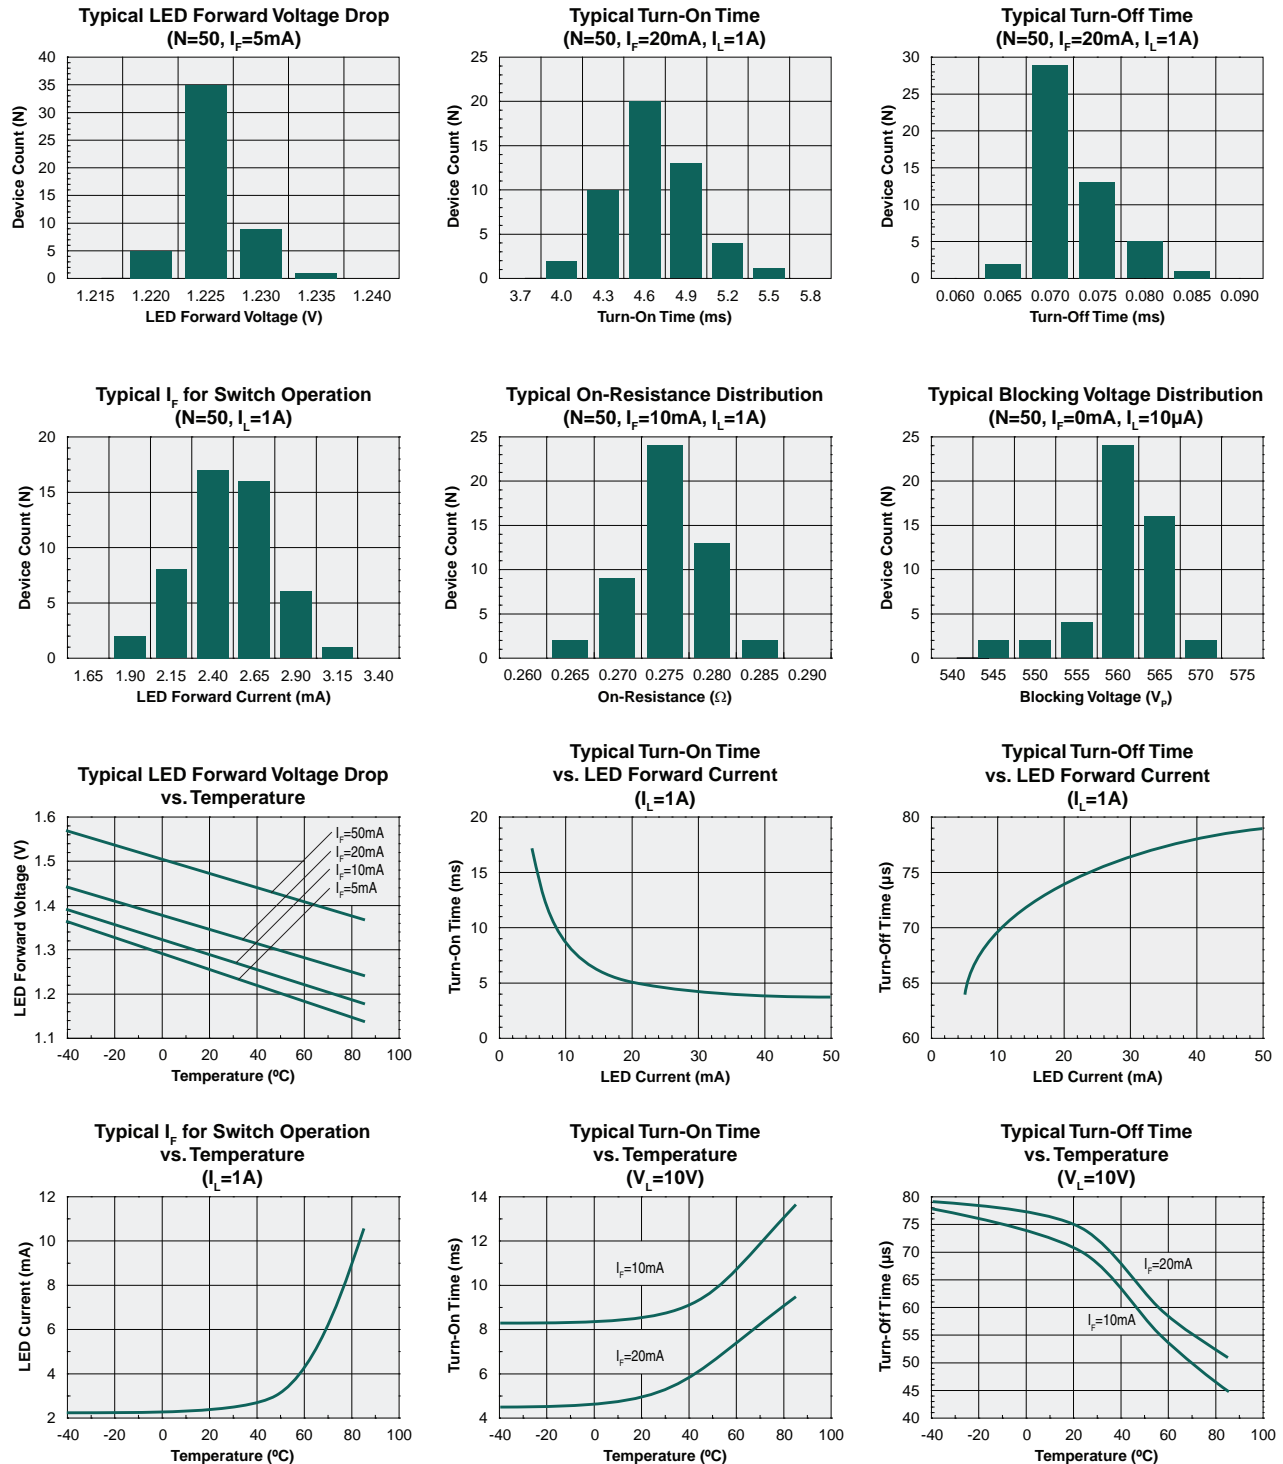 Typical LED Forward Voltage Drop
(N=50, IF=5mA)
Device Count (N)
40
35
30
25
20
15
10
5
0
1.215 1.220 1.225 1.230 1.235 1.240
LED Forward Voltage (V)
Typical Turn-On Time
(N=50, IF=20mA, IL=1A)
Device Count (N)
25
20
15
10
5
0
3.7 4.0 4.3 4.6 4.9 5.2 5.5 5.8
Turn-On Time (ms)
Typical Turn-Off Time
(N=50, IF=20mA, IL=1A)
Device Count (N)
30
25
20
15
10
5
0
0.060 0.065 0.070 0.075 0.080 0.085 0.090
Turn-Off Time (ms)
Typical IF for Switch Operation
(N=50, IL=1A)
Device Count (N)
20
15
10
5
0
1.65 1.90 2.15 2.40 2.65 2.90 3.15 3.40
LED Forward Current (mA)
Typical On-Resistance Distribution
(N=50, IF=10mA, IL=1A)
Device Count (N)
25
20
15
10
5
0
0.260 0.265 0.270 0.275 0.280 0.285 0.290
On-Resistance (Ω)
Typical Blocking Voltage Distribution
(N=50, IF=0mA, IL=10µA)
Device Count (N)
25
20
15
10
5
0
540 545 550 555 560 565 570 575
Blocking Voltage (VP)
Typical LED Forward Voltage Drop
vs. Temperature
LED Forward Voltage (V)
1.6
1.5
1.4
1.3
1.2
1.1
IF=50mA
IF=20mA
IF=10mA
IF=5mA
-40 -20 0 20 40 60 80 100
Temperature (ºC)
Typical Turn-On Time
vs. LED Forward Current
(IL=1A)
Turn-On Time (ms)
20
15
10
5
0
0 10 20 30 40 50
LED Current (mA)
Typical Turn-Off Time
vs. LED Forward Current
(IL=1A)
Turn-Off Time (µs)
80
75
70
65
60
0 10 20 30 40 50
LED Current (mA)
Typical IF for Switch Operation
vs. Temperature
(IL=1A)
LED Current (mA)
12
10
8
6
4
2
-40 -20 0 20 40 60 80 100
Temperature (ºC)
Typical Turn-On Time
vs. Temperature
(VL=10V)
Turn-On Time (ms)
14
12
10
8
6
4
IF=10mA
IF=20mA
-40 -20 0 20 40 60 80 100
Temperature (ºC)
Typical Turn-Off Time
vs. Temperature
(VL=10V)
Turn-Off Time (µs)
80
75
70
65
60
55
50
45
40
IF=20mA
IF=10mA
-40 -20 0 20 40 60 80 100
Temperature (ºC)